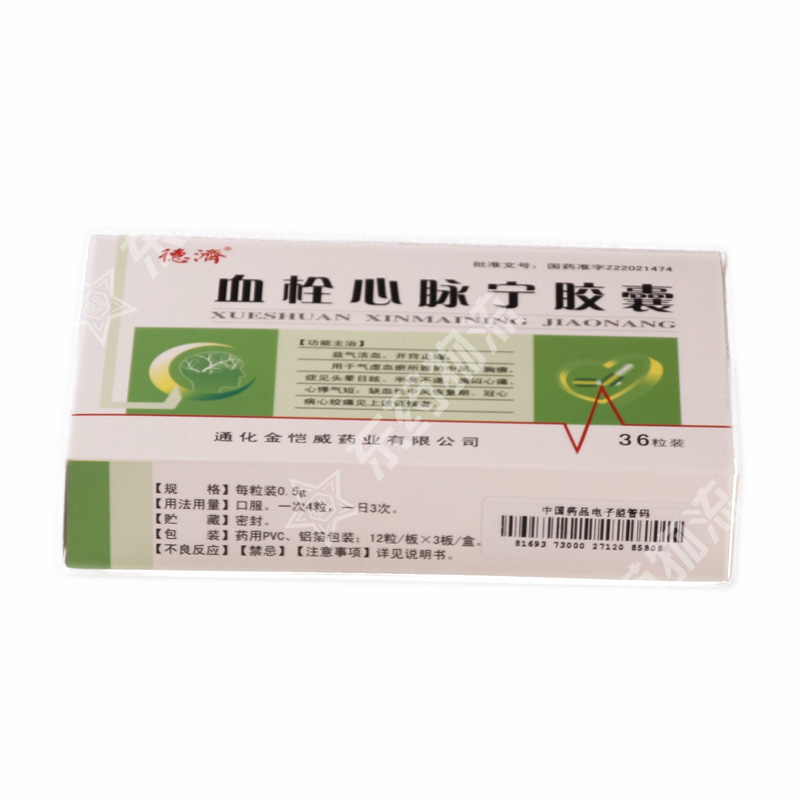 德濟®
批准文号：国药准字Z22021474
血栓心脉宁胶囊
XUESHUAN XINMAINING JIAONANG
【功能主治】
益气活血，开窍止痛。
用于气虚血瘀所致的中风、胸痹，
症见头晕目眩、半身不遂、胸闷心痛、
心悸气短；缺血性中风恢复期、冠心
病心绞痛见上述证候者。
通化金恺威药业有限公司
36粒装
【规 格】每粒装0.5g
【用法用量】口服。一次4粒，一日3次。
【贮 藏】密封。
【包 装】药用PVC、铝箔包装；12粒/板×3板/盒。
【不良反应】【禁忌】【注意事项】详见说明书。
中国药品电子监管码
81693 73000 27120 85808
东药物流